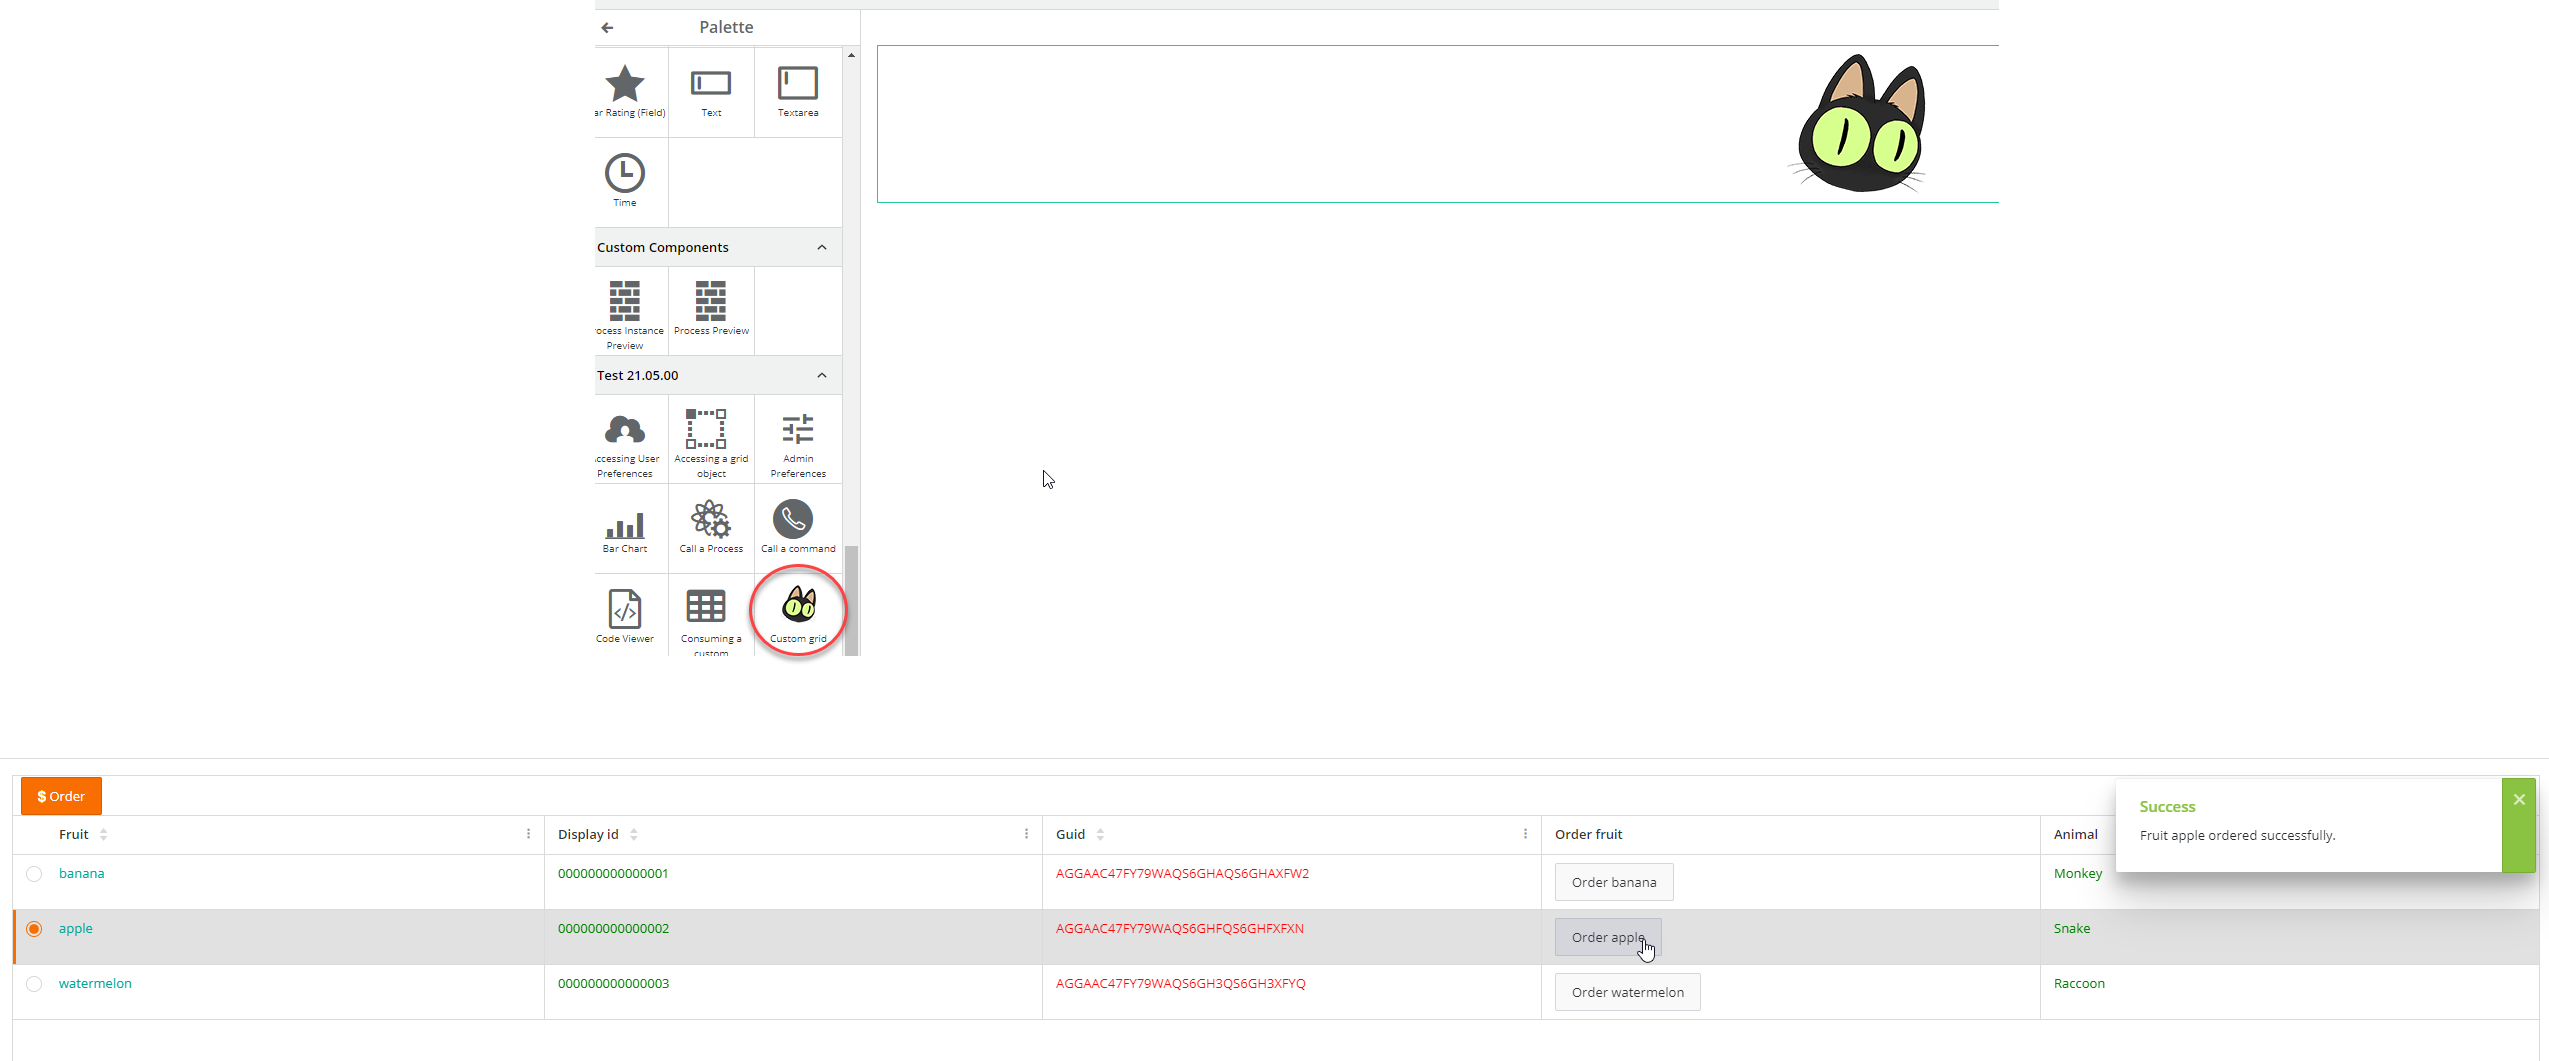 Palette
ar Rating (Field)
Text
Textarea
Time
Custom Components
rocess Instance
Preview
Process Preview
Test 21.05.00
ccessing User
Preferences
Accessing a grid
object
Admin
Preferences
Bar Chart
Call a Process
Call a command
Code Viewer
Consuming a
custom
Custom grid
$ Order
Success
Fruit apple ordered successfully.
Fruit Display id Guid Order fruit Animal
banana 000000000000001 AGGAAC47FY79WAQS6GHAQS6GHAXFW2 Order banana Monkey
apple 000000000000002 AGGAAC47FY79WAQS6GHFQS6GHFXFXN Order apple Snake
watermelon 000000000000003 AGGAAC47FY79WAQS6GH3QS6GH3XFYQ Order watermelon Raccoon